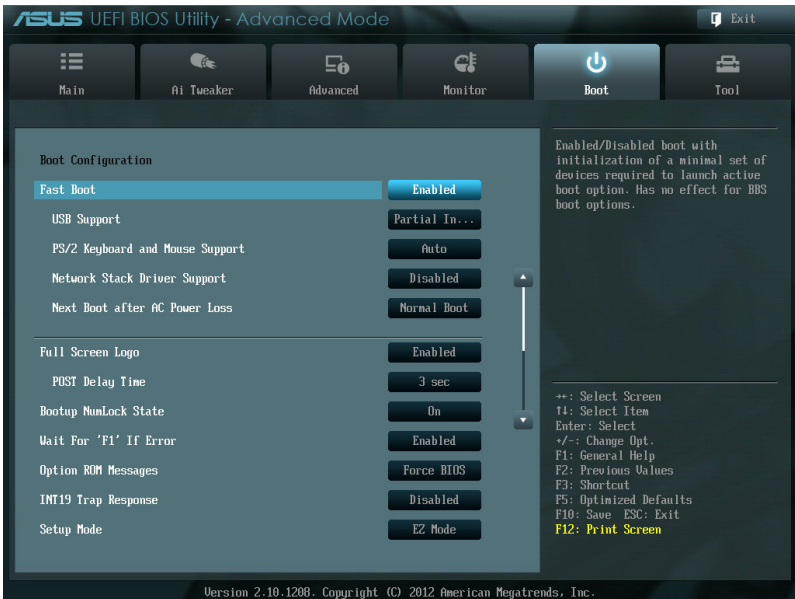 ASUS UEFI BIOS Utility - Advanced Mode
Exit
Main
Ai Tweaker
Advanced
Monitor
Boot
Tool
Boot Configuration
Fast Boot Enabled
USB Support Partial In...
PS/2 Keyboard and Mouse Support Auto
Network Stack Driver Support Disabled
Next Boot after AC Power Loss Normal Boot
Full Screen Logo Enabled
POST Delay Time 3 sec
Bootup NumLock State On
Wait For 'F1' If Error Enabled
Option ROM Messages Force BIOS
INT19 Trap Response Disabled
Setup Mode EZ Mode
Enabled/Disabled boot with
initialization of a minimal set of
devices required to launch active
boot option. Has no effect for BBS
boot options.
→←: Select Screen
↑↓: Select Item
Enter: Select
+/-: Change Opt.
F1: General Help
F2: Previous Values
F3: Shortcut
F5: Optimized Defaults
F10: Save ESC: Exit
F12: Print Screen
Version 2.10.1208. Copyright (C) 2012 American Megatrends, Inc.